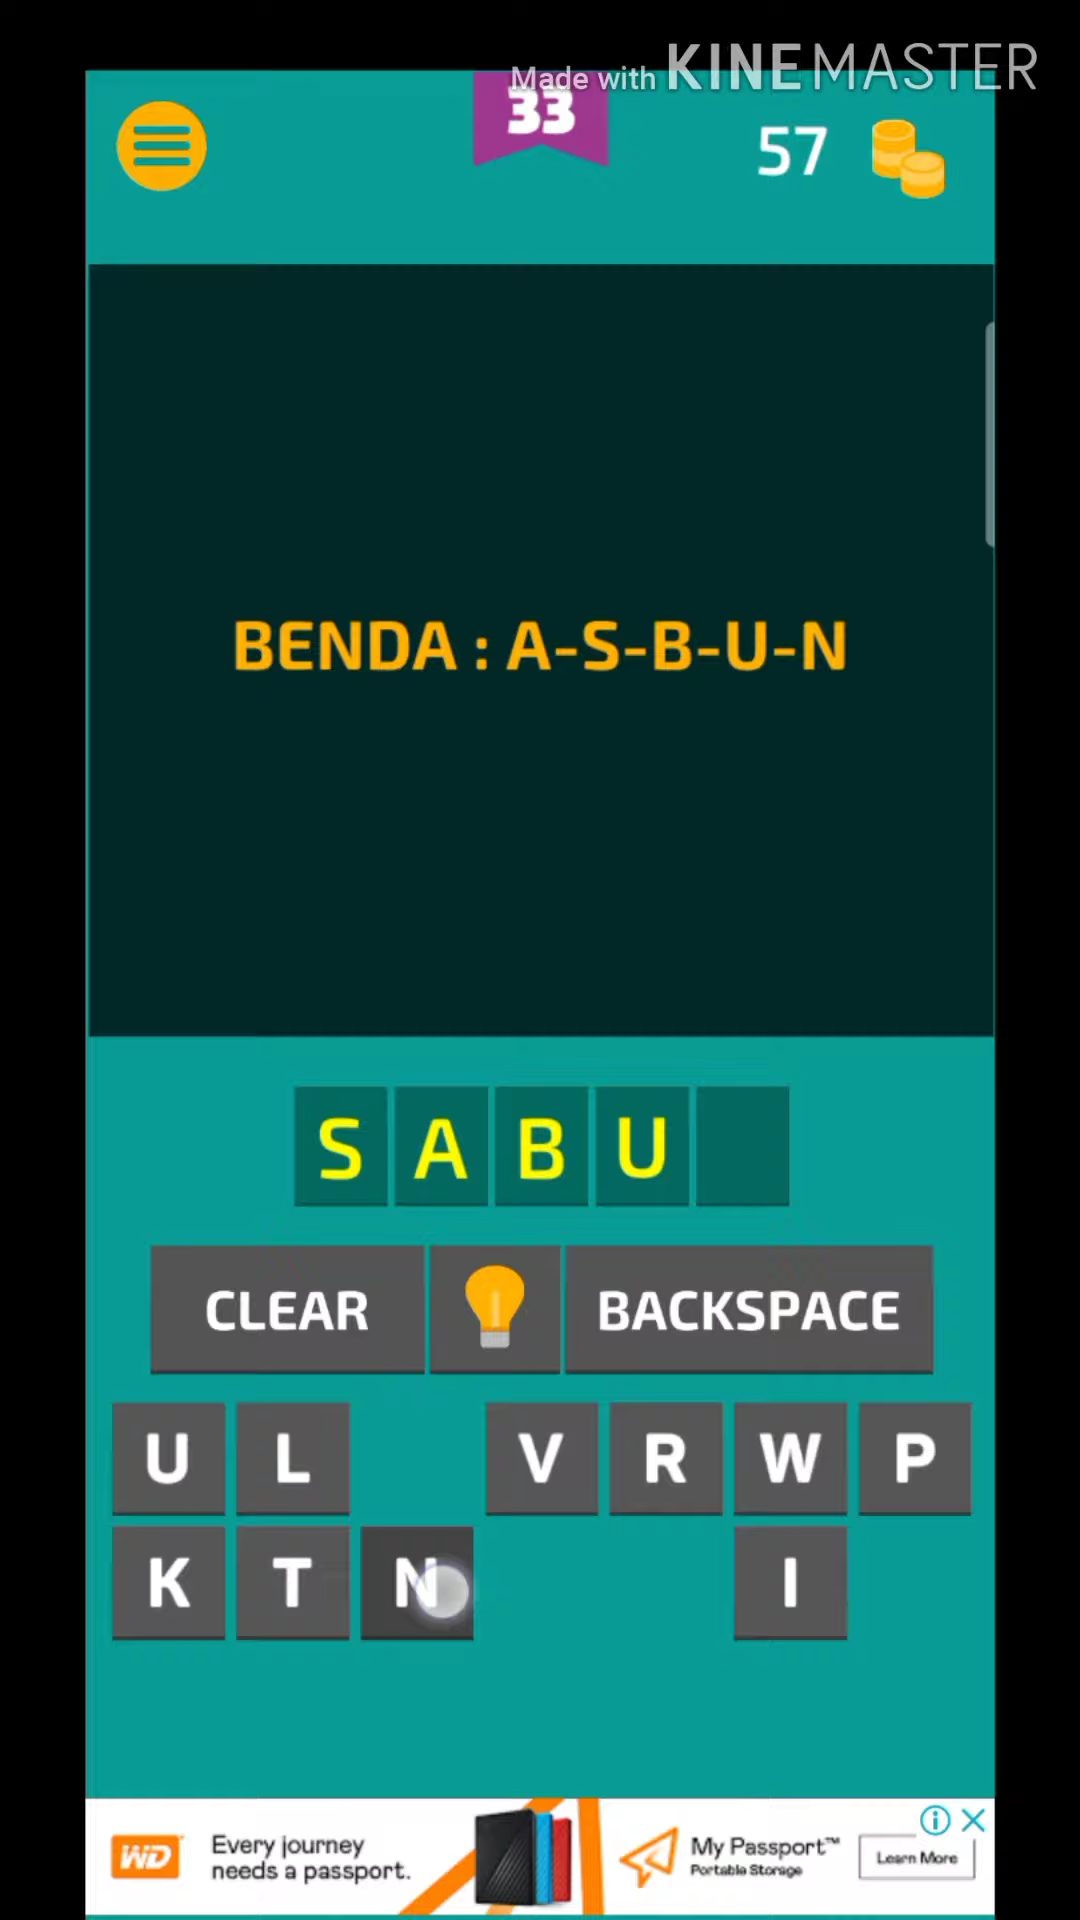 Made with KINEMASTER
33
57
BENDA : A-S-B-U-N
S A B U
CLEAR BACKSPACE
U L V R W P
K T N I
WD Every journey needs a passport. My Passport™ Portable Storage Learn More